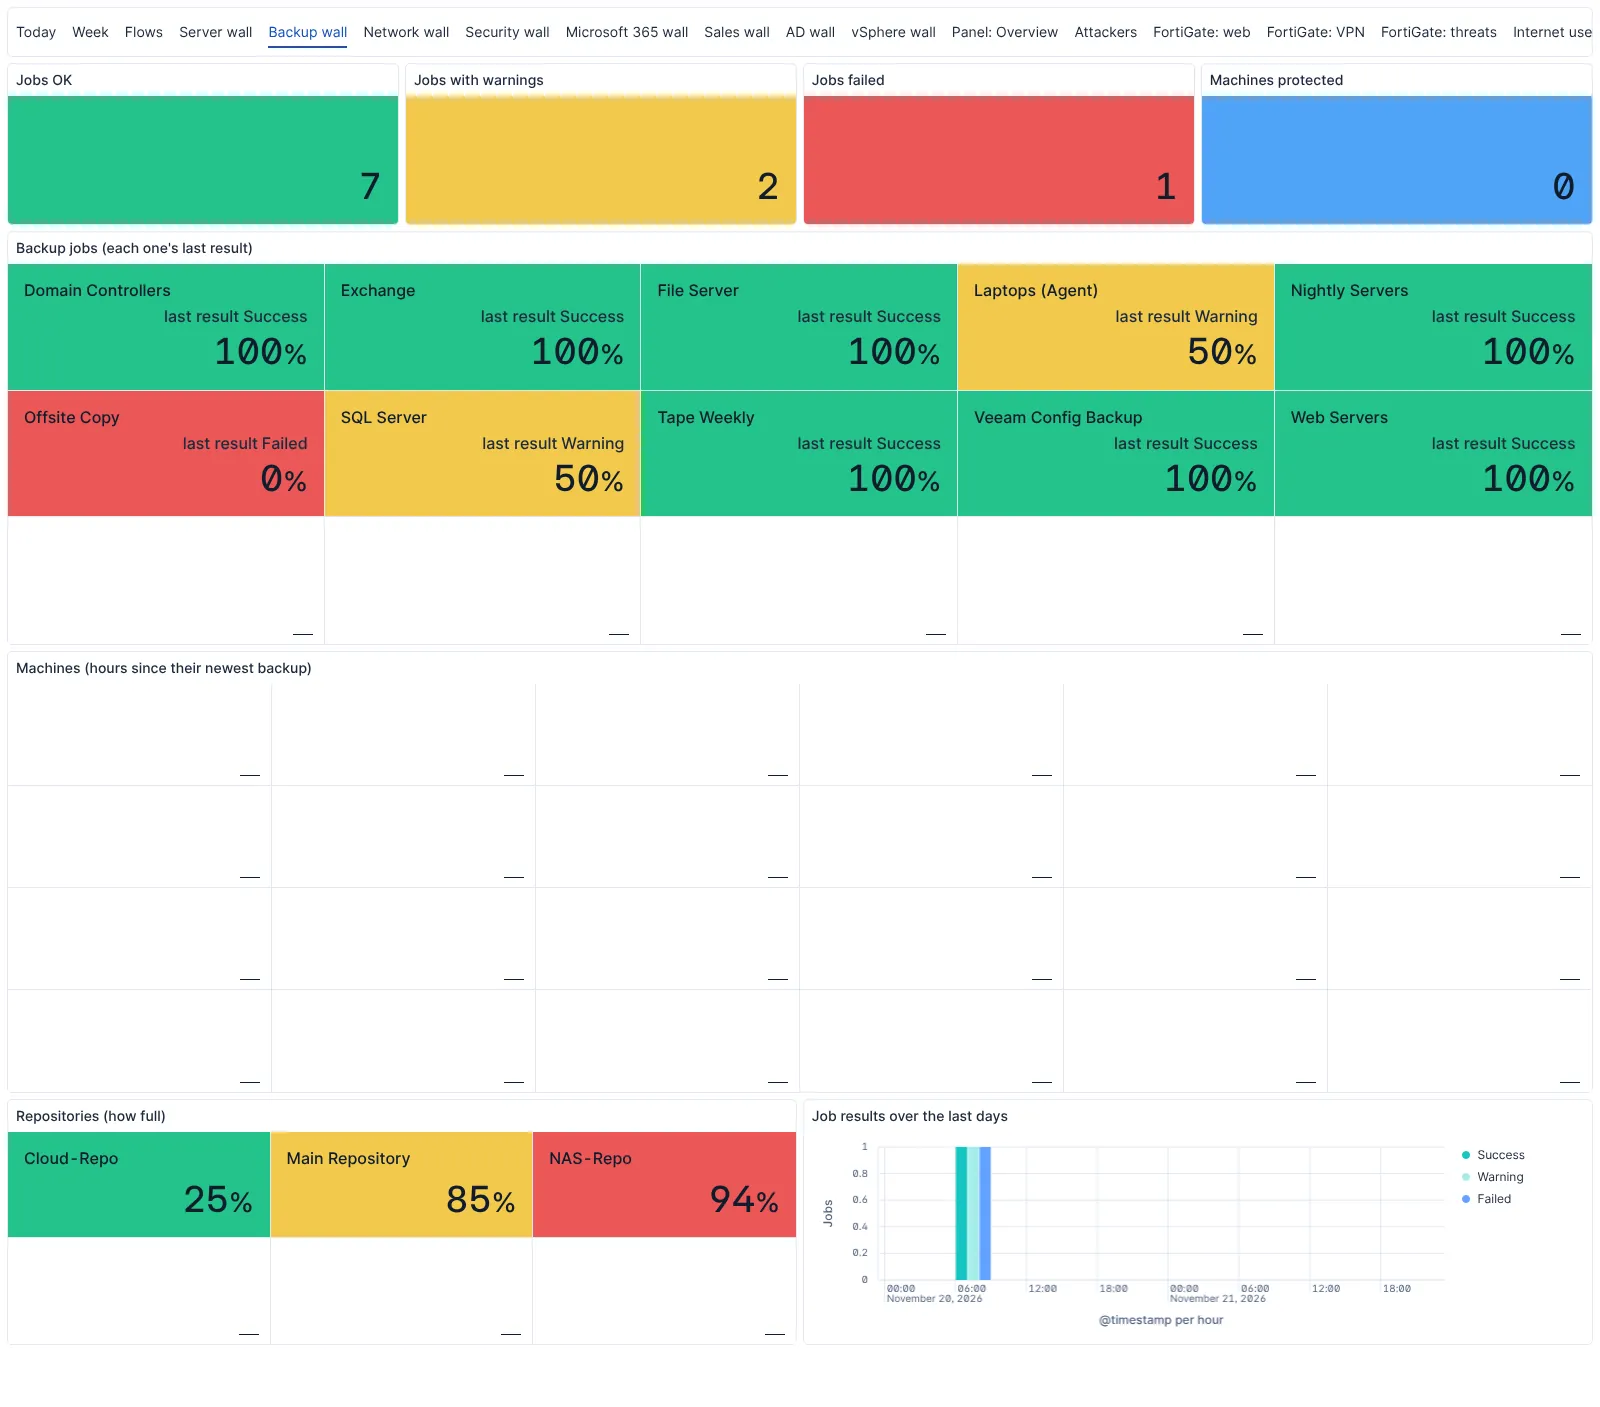 Today Week Flows Server wall Backup wall Network wall Security wall Microsoft 365 wall Sales wall AD wall vSphere wall Panel: Overview Attackers FortiGate: web FortiGate: VPN FortiGate: threats Internet use
Jobs OK
7
Jobs with warnings
2
Jobs failed
1
Machines protected
0
Backup jobs (each one's last result)
Domain Controllers
last result Success
100%
Exchange
last result Success
100%
File Server
last result Success
100%
Laptops (Agent)
last result Warning
50%
Nightly Servers
last result Success
100%
Offsite Copy
last result Failed
0%
SQL Server
last result Warning
50%
Tape Weekly
last result Success
100%
Veeam Config Backup
last result Success
100%
Web Servers
last result Success
100%
Machines (hours since their newest backup)
Repositories (how full)
Cloud-Repo
25%
Main Repository
85%
NAS-Repo
94%
Job results over the last days
Jobs
1
0.8
0.6
0.4
0.2
0
00:00 06:00 12:00 18:00 00:00 06:00 12:00 18:00
November 20, 2026 November 21, 2026
@timestamp per hour
Success
Warning
Failed